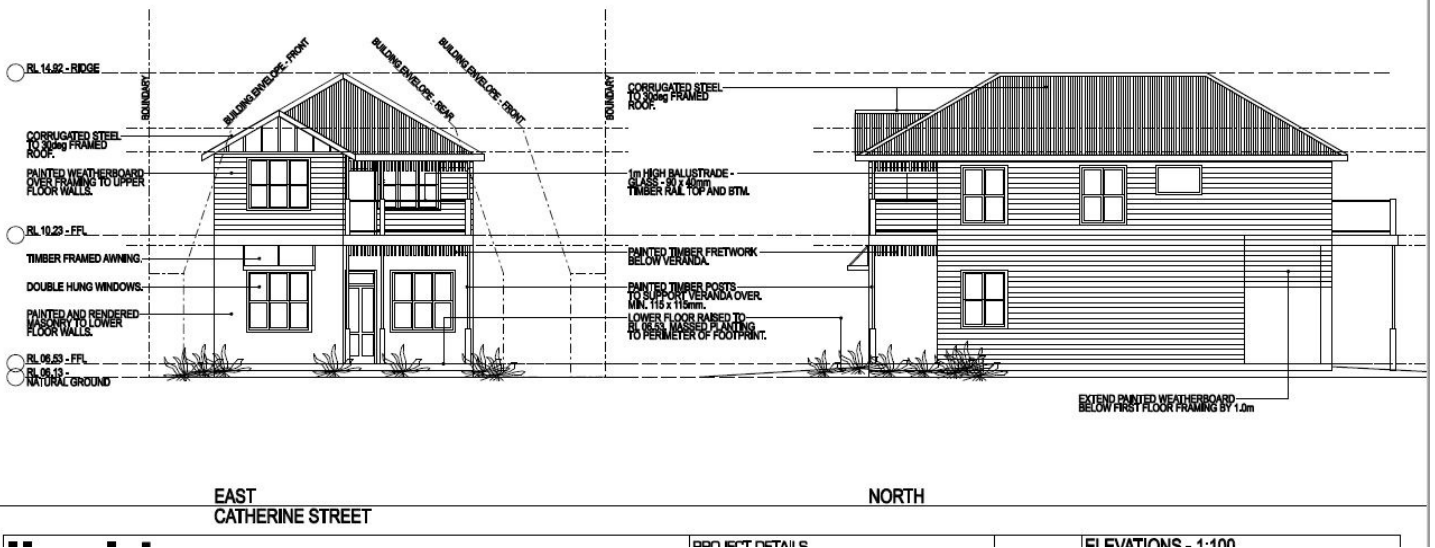 RL 14.92 - RIDGE
BOUNDARY
BUILDING ENVELOPE - FRONT
BUILDING ENVELOPE - REAR
BUILDING ENVELOPE - FRONT
BOUNDARY
CORRUGATED STEEL
TO 30deg FRAMED
ROOF.
PAINTED WEATHERBOARD
OVER FRAMING TO UPPER
FLOOR WALLS.
RL 10.23 - FFL
TIMBER FRAMED AWNING.
DOUBLE HUNG WINDOWS.
PAINTED AND RENDERED
MASONRY TO LOWER
FLOOR WALLS.
RL 06.53 - FFL
RL 06.13 -
NATURAL GROUND
CORRUGATED STEEL
TO 30deg FRAMED
ROOF.
1m HIGH BALUSTRADE -
GLASS - 90 x 40mm
TIMBER RAIL TOP AND BTM.
PAINTED TIMBER FRETWORK
BELOW VERANDA.
PAINTED TIMBER POSTS
TO SUPPORT VERANDA OVER.
MIN. 115 x 115mm.
LOWER FLOOR RAISED TO
RL 06.53. MASSED PLANTING
TO PERIMETER OF FOOTPRINT.
EXTEND PAINTED WEATHERBOARD
BELOW FIRST FLOOR FRAMING BY 1.0m
EAST
CATHERINE STREET
NORTH
PROJECT DETAILS
ELEVATIONS - 1:100